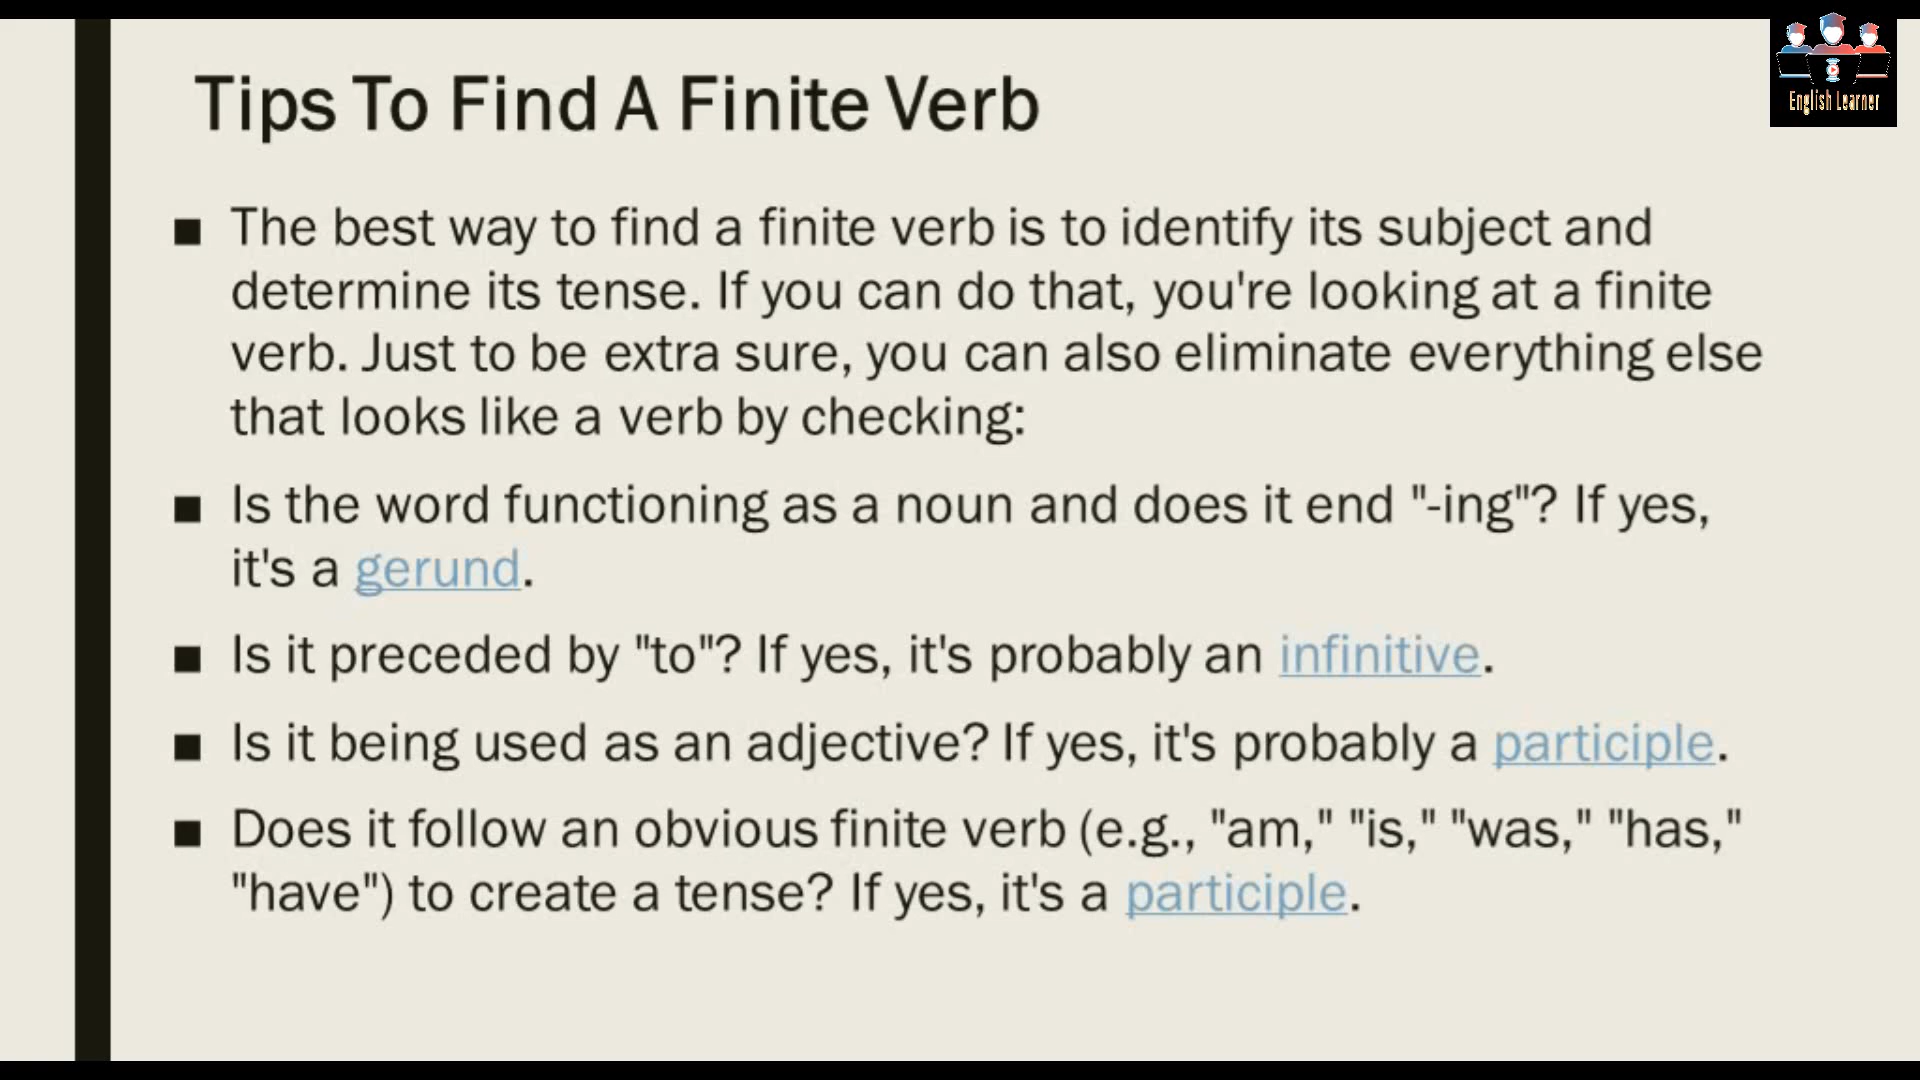 Tips To Find A Finite Verb
English Learner
■ The best way to find a finite verb is to identify its subject and
determine its tense. If you can do that, you're looking at a finite
verb. Just to be extra sure, you can also eliminate everything else
that looks like a verb by checking:
■ Is the word functioning as a noun and does it end "-ing"? If yes,
it's a gerund.
■ Is it preceded by "to"? If yes, it's probably an infinitive.
■ Is it being used as an adjective? If yes, it's probably a participle.
■ Does it follow an obvious finite verb (e.g., "am," "is," "was," "has,"
"have") to create a tense? If yes, it's a participle.